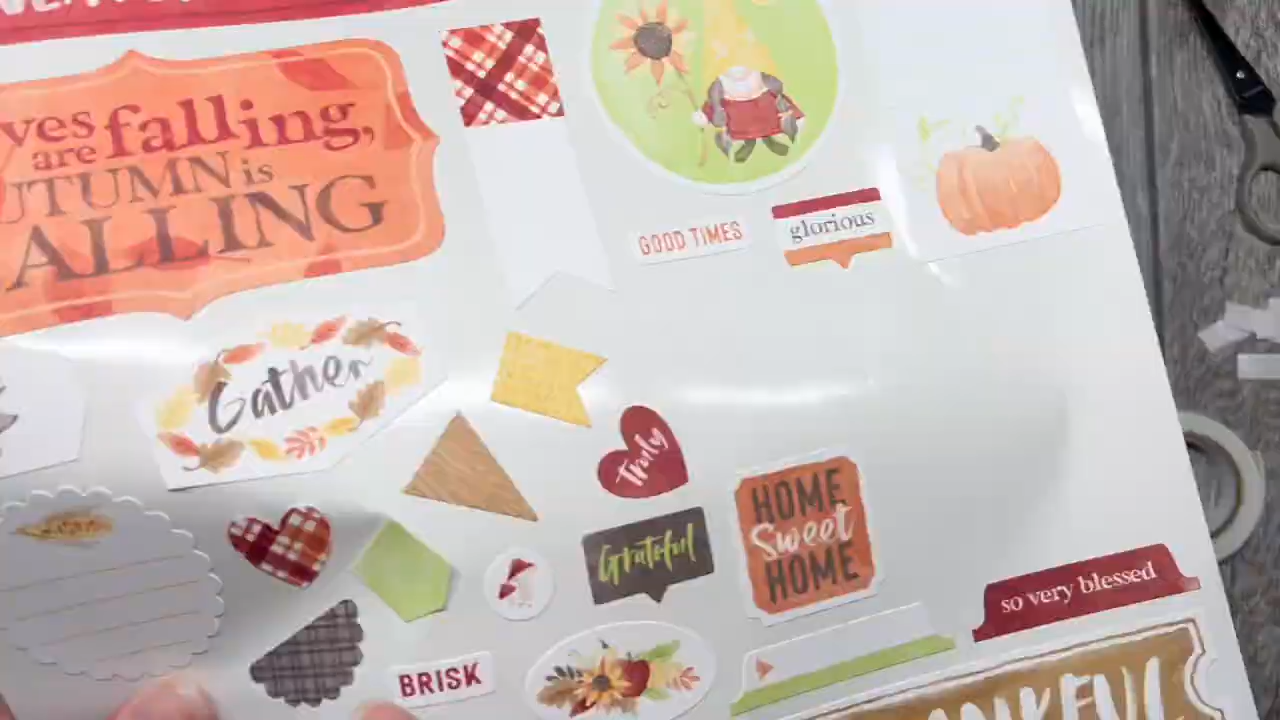 yes
are falling,
UTUMN is
ALLING
GOOD TIMES
glorious
Gather
truly
Grateful
HOME
Sweet
HOME
so very blessed
BRISK